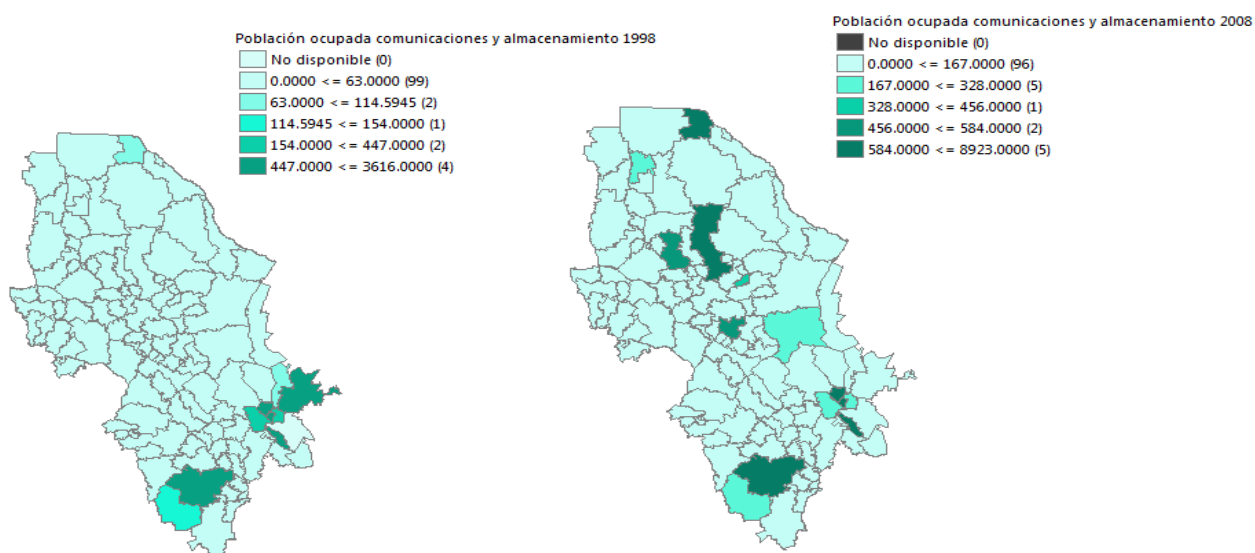 Población ocupada comunicaciones y almacenamiento 1998
No disponible (0)
0.0000 <= 63.0000 (99)
63.0000 <= 114.5945 (2)
114.5945 <= 154.0000 (1)
154.0000 <= 447.0000 (2)
447.0000 <= 3616.0000 (4)
Población ocupada comunicaciones y almacenamiento 2008
No disponible (0)
0.0000 <= 167.0000 (96)
167.0000 <= 328.0000 (5)
328.0000 <= 456.0000 (1)
456.0000 <= 584.0000 (2)
584.0000 <= 8923.0000 (5)